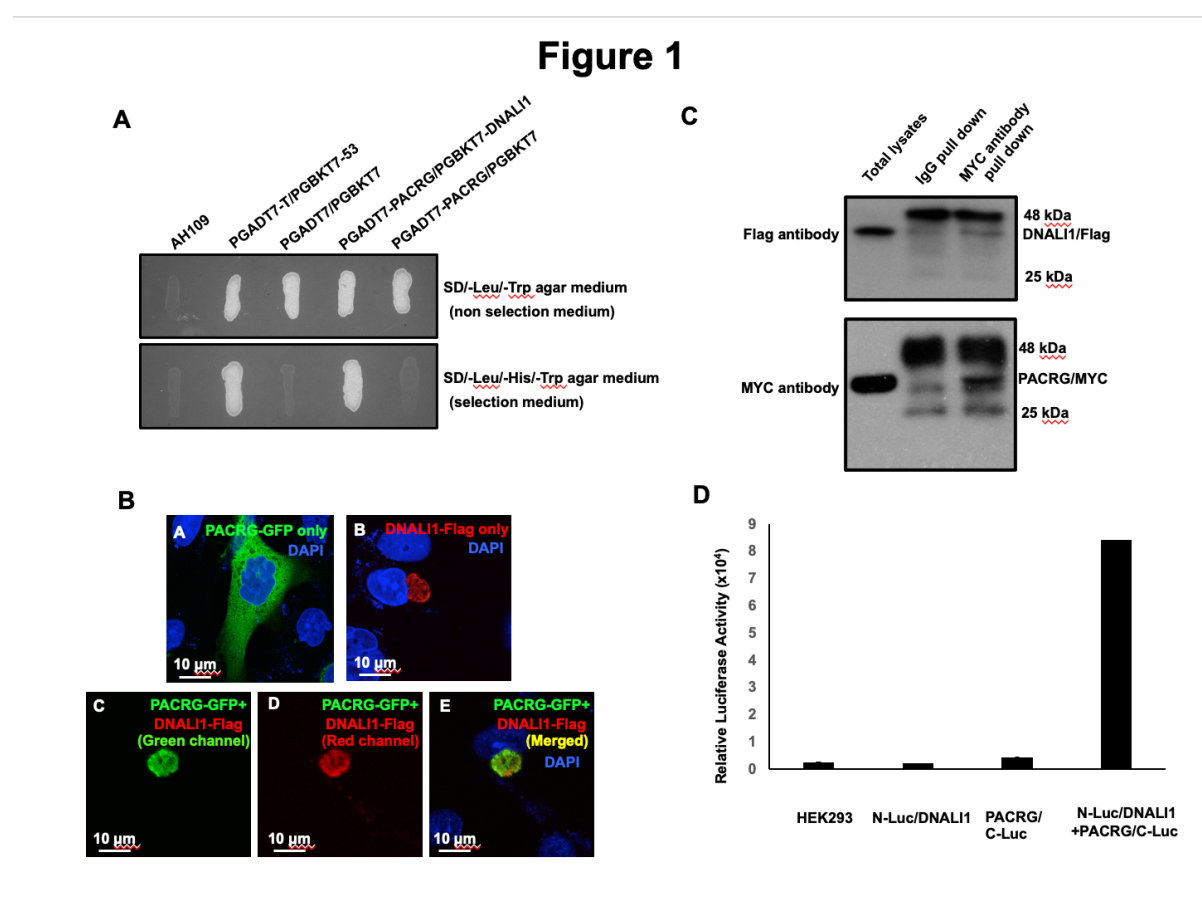 Figure 1
A
AH109
PGADT7-T/PGBKT7-53
PGADT7/PGBKT7
PGADT7-PACRG/PGBKT7-DNALI1
PGADT7-PACRG/PGBKT7
SD/-Leu/-Trp agar medium
(non selection medium)
SD/-Leu/-His/-Trp agar medium
(selection medium)
B
A
PACRG-GFP only
DAPI
10 µm
B
DNALI1-Flag only
DAPI
10 µm
C
PACRG-GFP+
DNALI1-Flag
(Green channel)
10 µm
D
PACRG-GFP+
DNALI1-Flag
(Red channel)
10 µm
E
PACRG-GFP+
DNALI1-Flag
(Merged)
DAPI
10 µm
C
Total lysates
IgG pull down
MYC antibody
pull down
Flag antibody
48 kDa
DNALI1/Flag
25 kDa
MYC antibody
48 kDa
PACRG/MYC
25 kDa
D
Relative Luciferase Activity (x10⁴)
9
8
7
6
5
4
3
2
1
0
HEK293
N-Luc/DNALI1
PACRG/
C-Luc
N-Luc/DNALI1
+PACRG/C-Luc